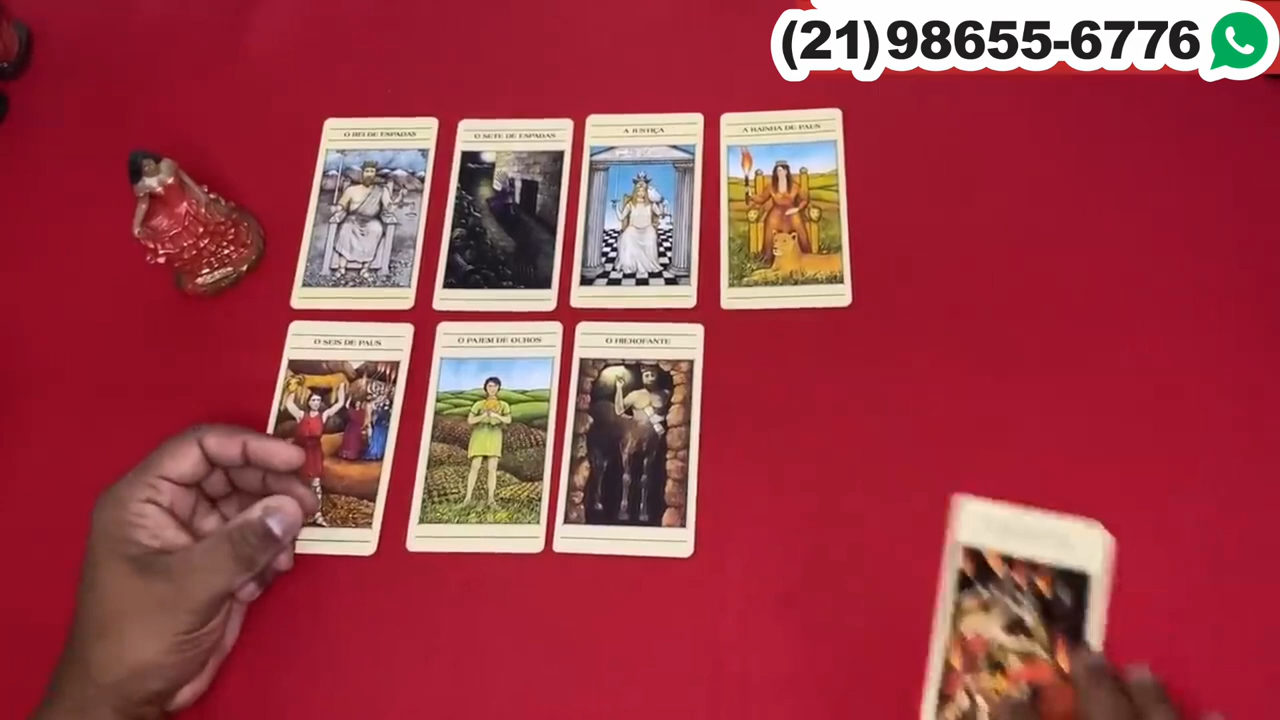 (21)98655-6776
O REI DE ESPADAS
O SETE DE ESPADAS
A JUSTIÇA
A RAINHA DE PAUS
O SEIS DE PAUS
O PAJEM DE OUROS
O HIEROFANTE